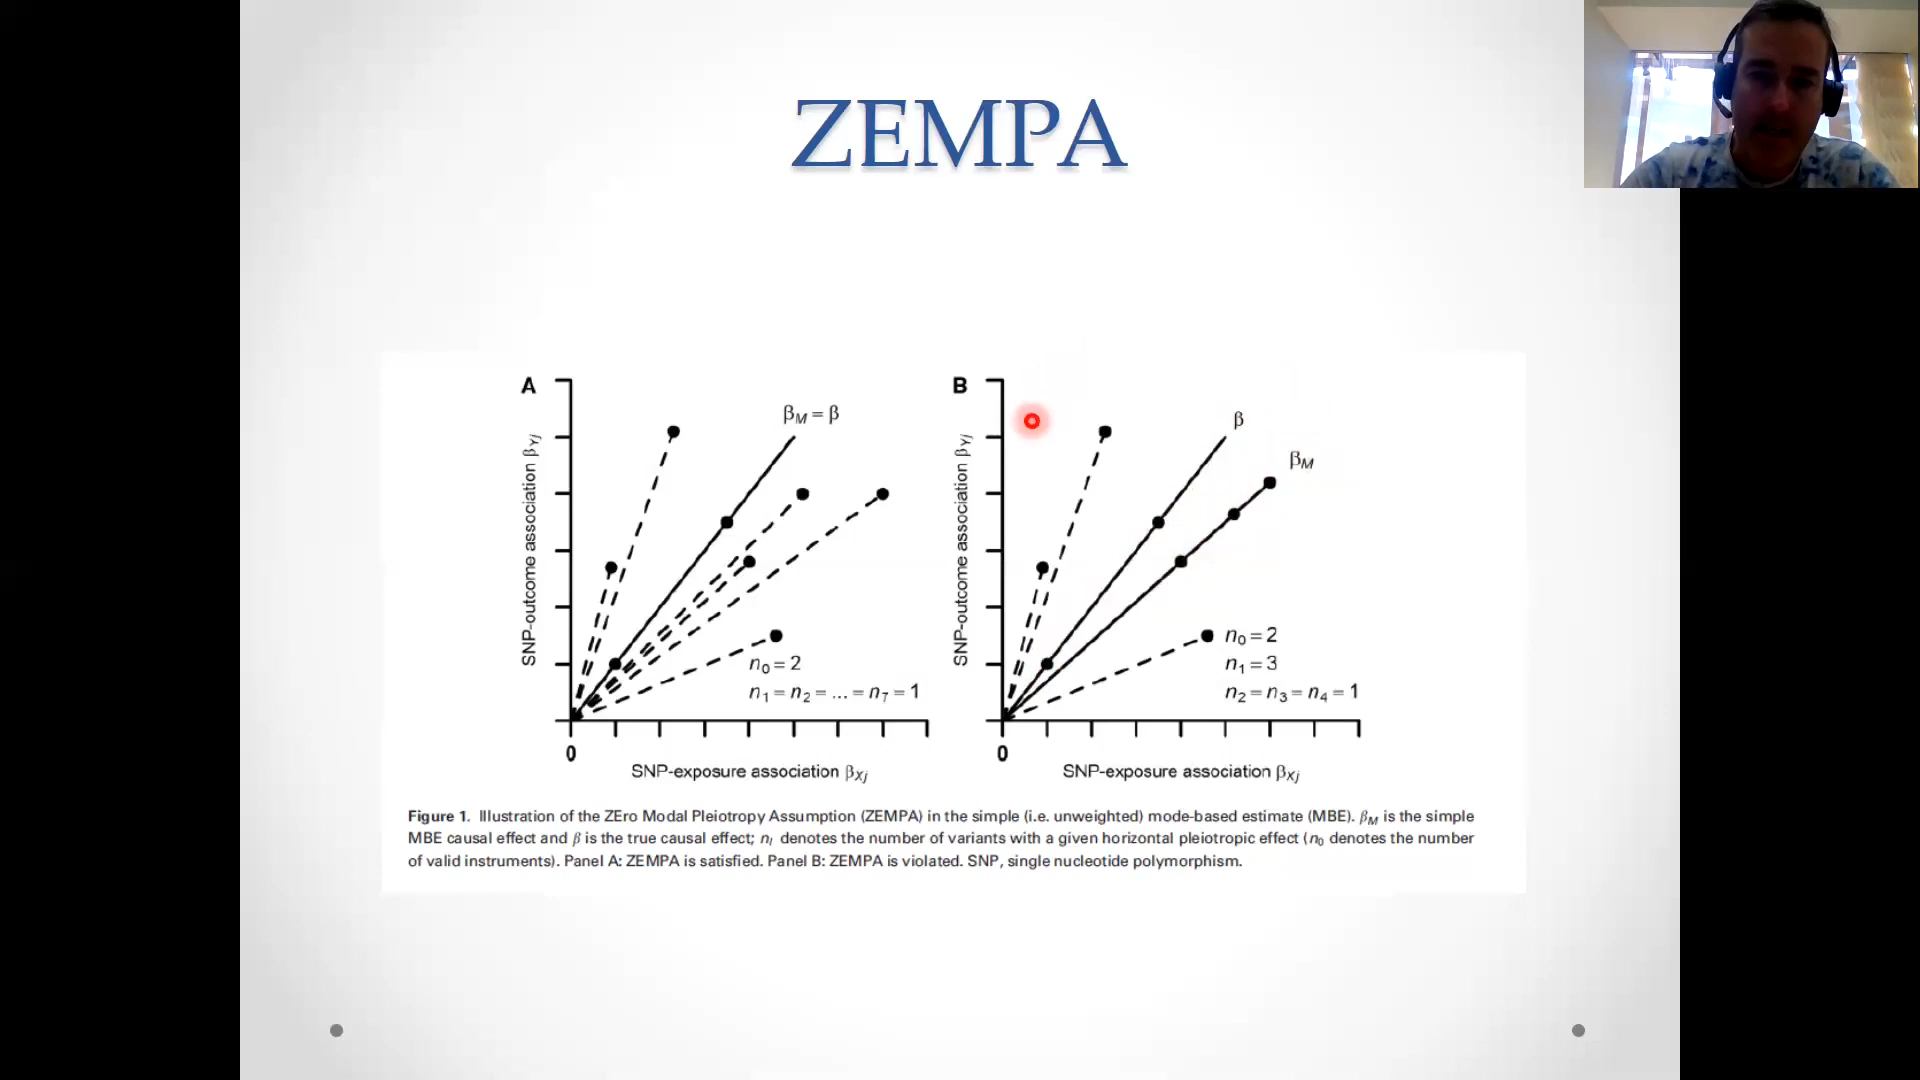 ZEMPA
A
SNP-outcome association βYj
βM = β
n0 = 2
n1 = n2 = ... = n7 = 1
0
SNP-exposure association βXj
B
SNP-outcome association βYj
β
βM
n0 = 2
n1 = 3
n2 = n3 = n4 = 1
0
SNP-exposure association βXj
Figure 1. Illustration of the ZEro Modal Pleiotropy Assumption (ZEMPA) in the simple (i.e. unweighted) mode-based estimate (MBE). βM is the simple
MBE causal effect and β is the true causal effect; nI denotes the number of variants with a given horizontal pleiotropic effect (n0 denotes the number
of valid instruments). Panel A: ZEMPA is satisfied. Panel B: ZEMPA is violated. SNP, single nucleotide polymorphism.